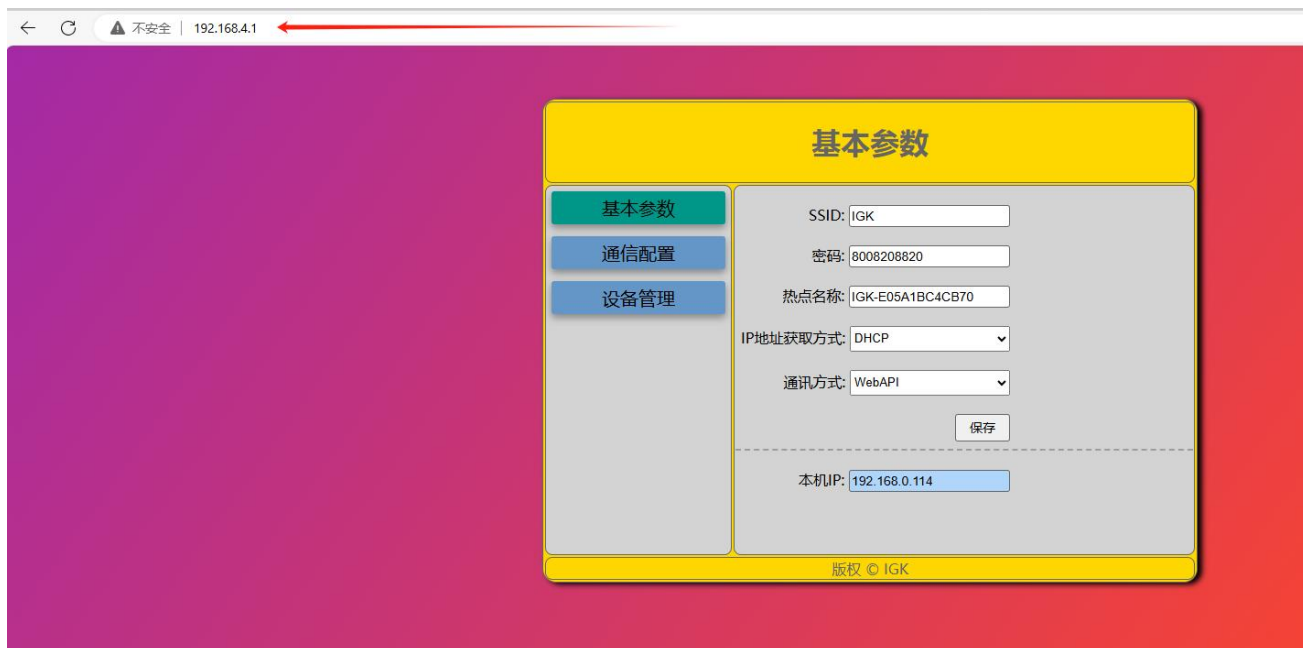 不安全 | 192.168.4.1
基本参数
基本参数
通信配置
设备管理
SSID: IGK
密码: 8008208820
热点名称: IGK-E05A1BC4CB70
IP地址获取方式: DHCP
通讯方式: WebAPI
保存
本机IP: 192.168.0.114
版权 © IGK